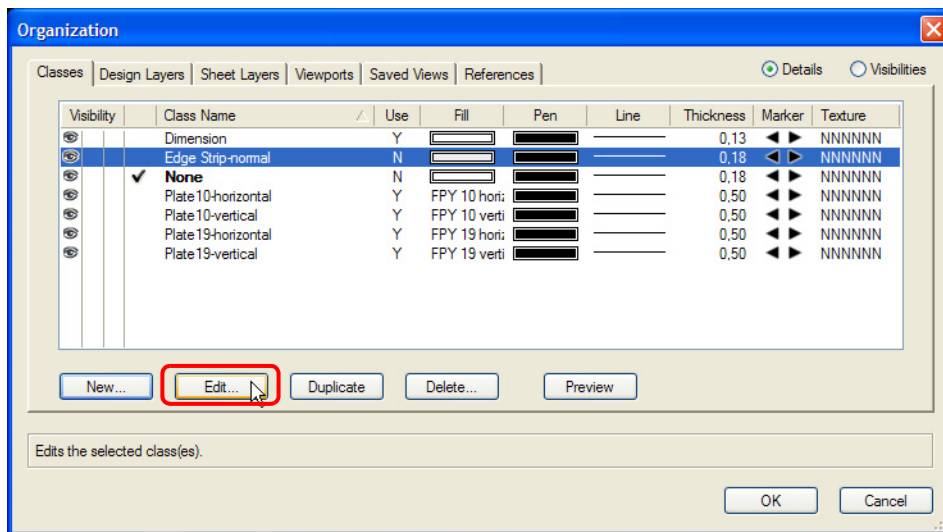 Organization
Classes Design Layers Sheet Layers Viewports Saved Views References Details Visibilities
Visibility Class Name Use Fill Pen Line Thickness Marker Texture
Dimension Y 0,13 NNNNNN
Edge Strip-normal N 0,18 NNNNNN
None N 0,18 NNNNNN
Plate10-horizontal Y FPY 10 horiz 0,50 NNNNNN
Plate10-vertical Y FPY 10 verti 0,50 NNNNNN
Plate19-horizontal Y FPY 19 horiz 0,50 NNNNNN
Plate19-vertical Y FPY 19 verti 0,50 NNNNNN
New... Edit... Duplicate Delete... Preview
Edits the selected class(es).
OK Cancel